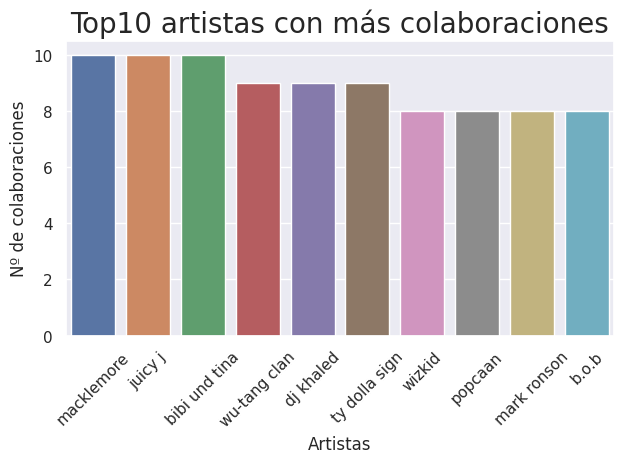 Top10 artistas con más colaboraciones
Nº de colaboraciones
10
8
6
4
2
0
macklemore
juicy j
bibi und tina
wu-tang clan
dj khaled
ty dolla sign
wizkid
popcaan
mark ronson
b.o.b
Artistas